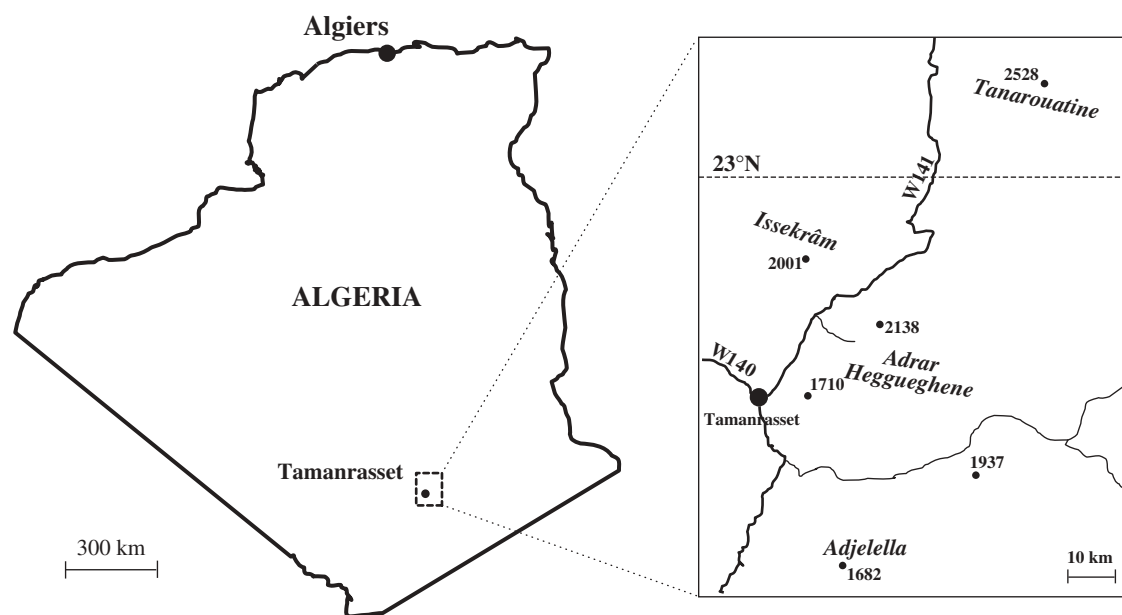 Algiers
ALGERIA
Tamanrasset
300 km
2528
Tanarouatine
23°N
W141
Issekrâm
2001
2138
Adrar
Heggueghene
W140
1710
Tamanrasset
1937
Adjelella
1682
10 km